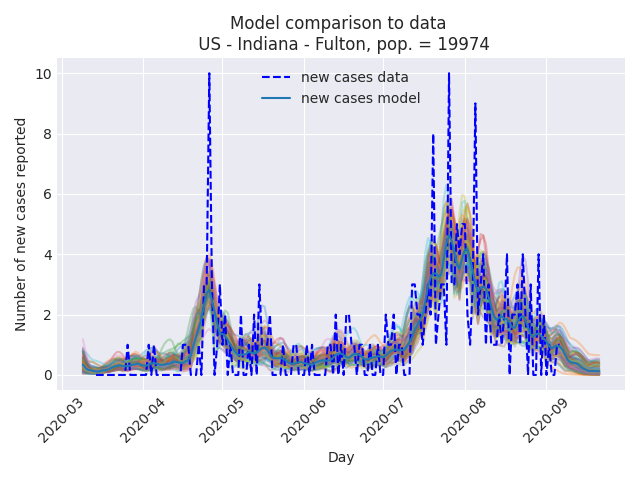 Model comparison to data
US - Indiana - Fulton, pop. = 19974
new cases data
new cases model
Number of new cases reported
10
8
6
4
2
0
2020-03
2020-04
2020-05
2020-06
2020-07
2020-08
2020-09
Day